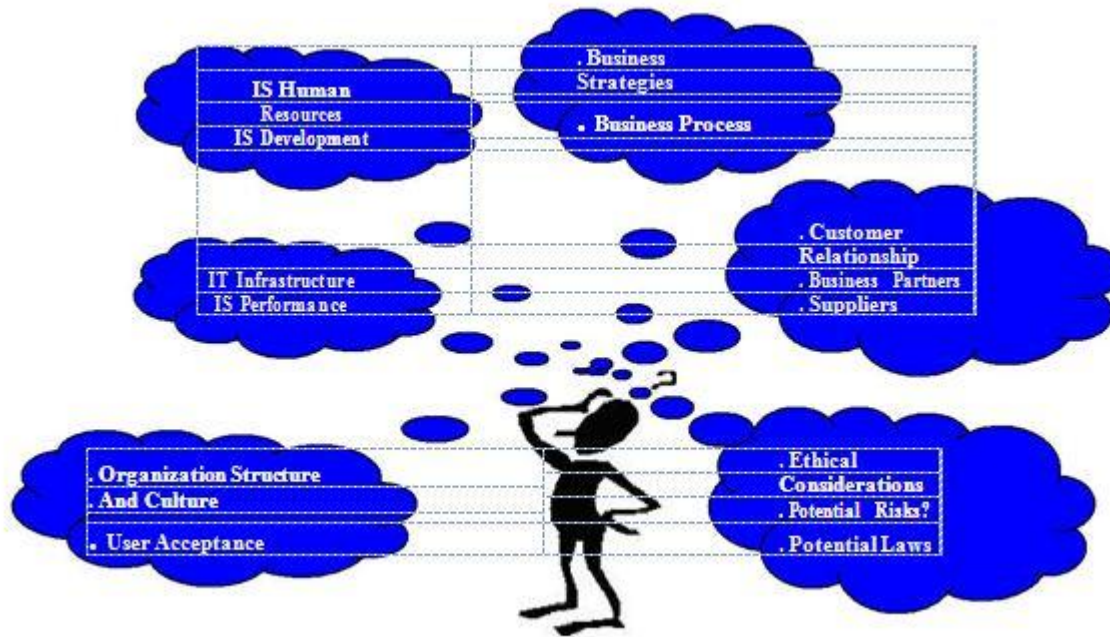 IS Human
Resources
IS Development
. Business
Strategies
. Business Process
IT Infrastructure
IS Performance
. Customer
Relationship
. Business Partners
. Suppliers
?
. Organization Structure
. And Culture
. User Acceptance
. Ethical
Considerations
. Potential Risks?
. Potential Laws